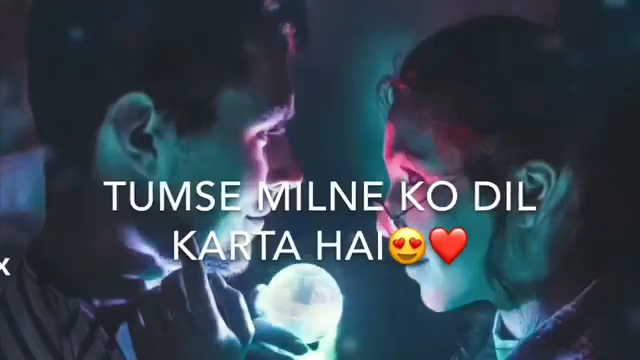 TUMSE MILNE KO DIL
KARTA HAI😍❤️
X